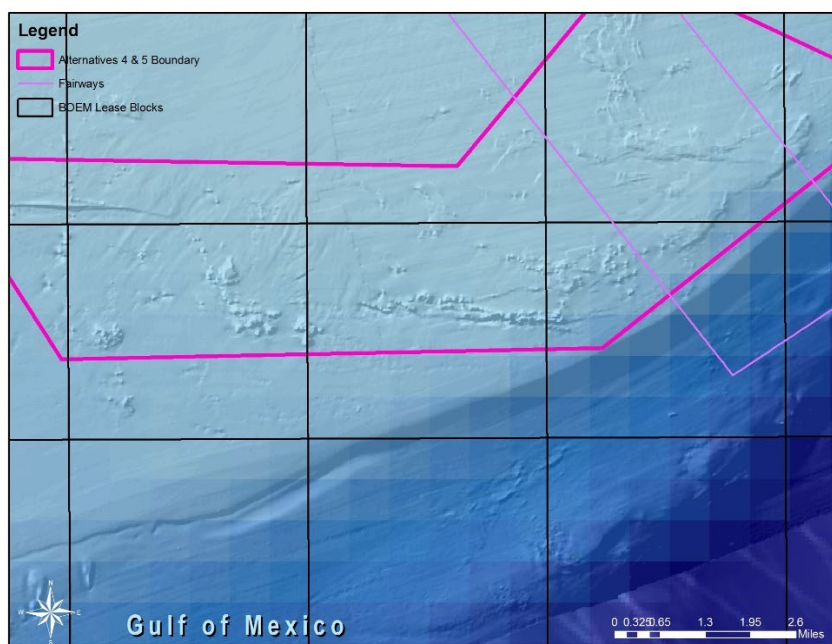 Legend
Alternatives 4 & 5 Boundary
Fairways
BOEM Lease Blocks
N
W E
S
Gulf of Mexico
0 0.325 0.65 1.3 1.95 2.6
Miles